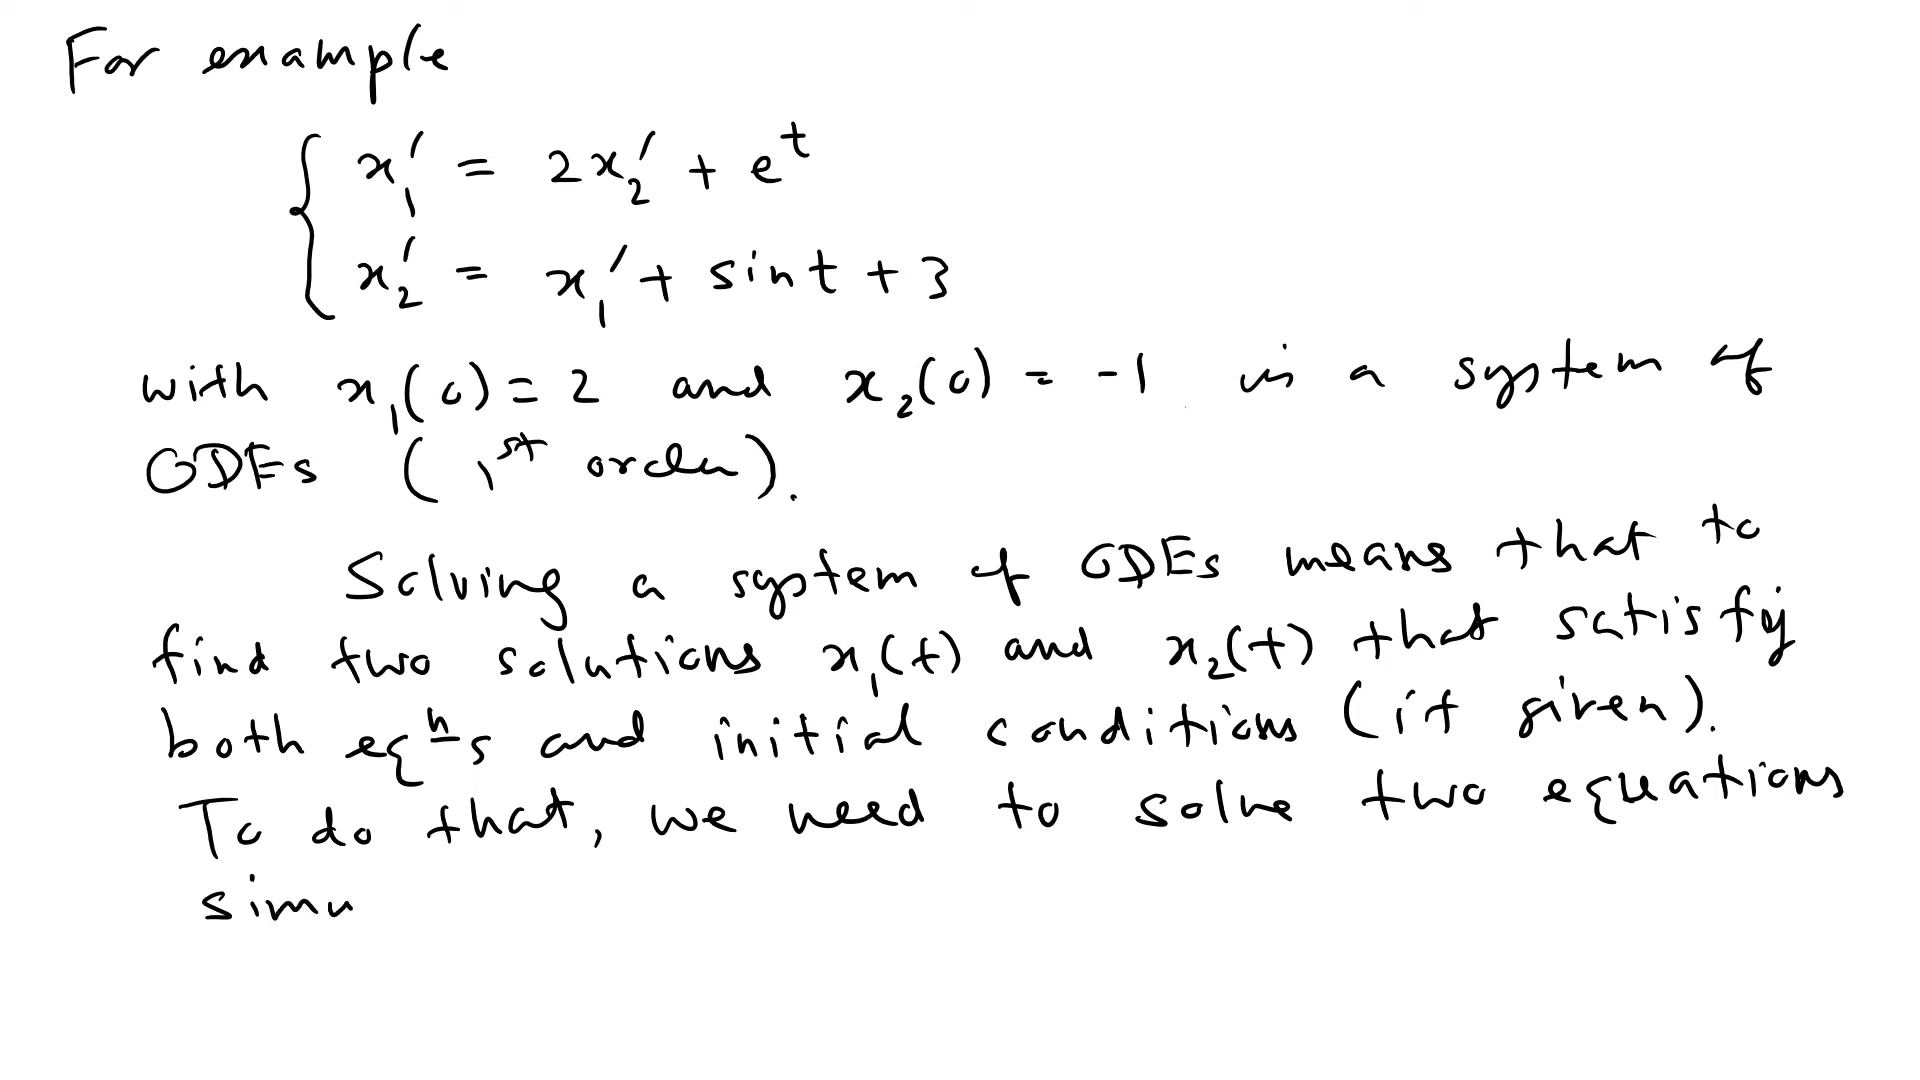 For example
x₁' = 2x₂' + eᵗ
x₂' = x₁' + sint + 3
with x₁(0) = 2 and x₂(0) = -1 is a system of
ODEs (1st order).
Solving a system of ODEs means that to
find two solutions x₁(t) and x₂(t) that satisfy
both eqⁿs and initial conditions (if given).
To do that, we need to solve two equations
simu